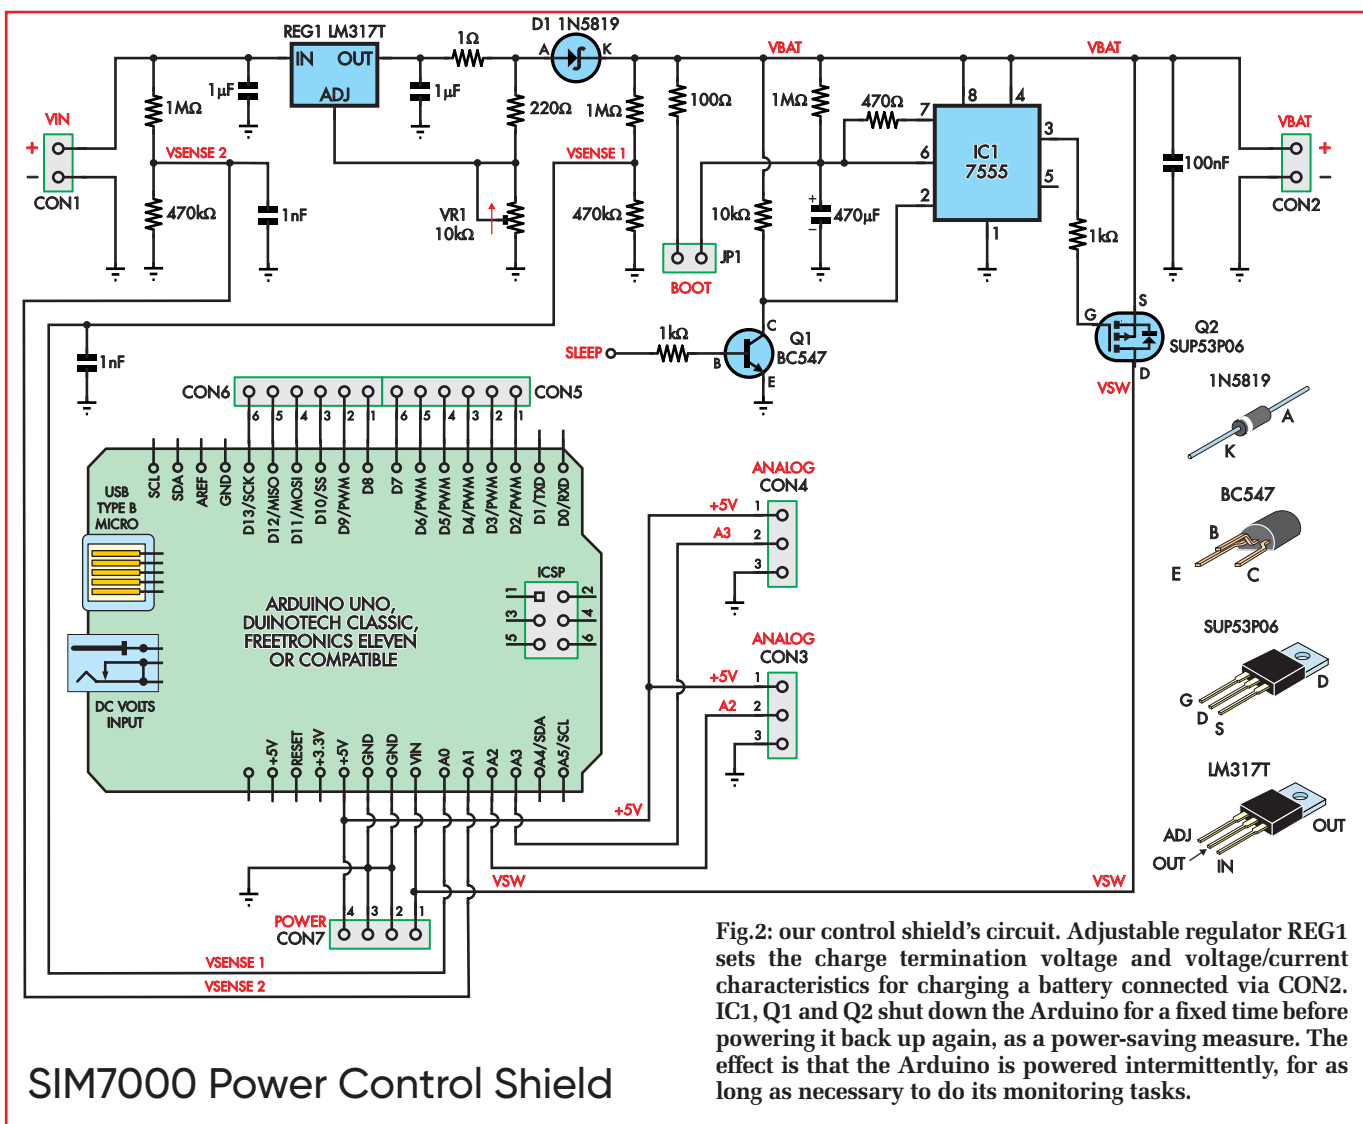 REG1 LM317T
IN OUT
ADJ
1Ω
D1 1N5819
A K
VBAT
VBAT
1µF
1µF
1MΩ
220Ω
1MΩ
100Ω
1MΩ
470Ω
7
8
4
3
6
5
2
1
IC1
7555
VIN
+
–
CON1
VSENSE 2
VSENSE 1
470kΩ
1nF
VR1
10kΩ
470kΩ
10kΩ
+
–
470µF
JP1
BOOT
1kΩ
100nF
VBAT
+
–
CON2
1nF
SLEEP
1kΩ
B
C
E
Q1
BC547
G
S
D
Q2
SUP53P06
VSW
1N5819
A
K
CON6
6 5 4 3 2 1
6 5 4 3 2 1
CON5
SCL
SDA
AREF
GND
D13/SCK
D12/MISO
D11/MOSI
D10/SS
D9/PWM
D8
D7
D6/PWM
D5/PWM
D4/PWM
D3/PWM
D2/PWM
D1/TXD
D0/RXD
USB
TYPE B
MICRO
ICSP
1 2
3 4
5 6
ARDUINO UNO,
DUINOTECH CLASSIC,
FREETRONICS ELEVEN
OR COMPATIBLE
DC VOLTS
INPUT
+5V
RESET
+3.3V
+5V
GND
GND
VIN
A0
A1
A2
A3
A4/SDA
A5/SCL
ANALOG
CON4
+5V
1
A3
2
3
ANALOG
CON3
+5V
1
A2
2
3
BC547
B
E
C
SUP53P06
G
D
S
D
LM317T
ADJ
OUT
IN
OUT
+5V
VSW
VSW
POWER
CON7
4 3 2 1
VSENSE 1
VSENSE 2
Fig.2: our control shield's circuit. Adjustable regulator REG1
sets the charge termination voltage and voltage/current
characteristics for charging a battery connected via CON2.
IC1, Q1 and Q2 shut down the Arduino for a fixed time before
powering it back up again, as a power-saving measure. The
effect is that the Arduino is powered intermittently, for as
long as necessary to do its monitoring tasks.
SIM7000 Power Control Shield